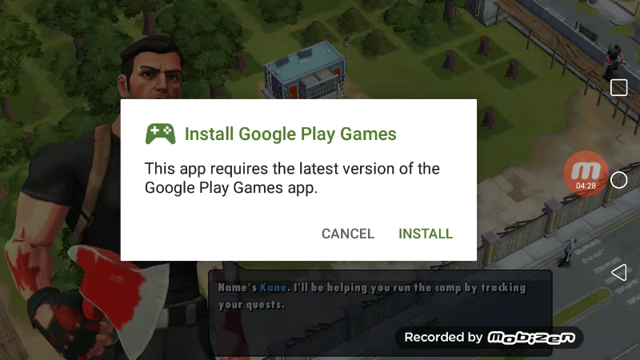 Install Google Play Games
This app requires the latest version of the
Google Play Games app.
CANCEL INSTALL
04:28
Name's Kane. I'll be helping you run the camp by tracking
your quests.
Recorded by mobizen